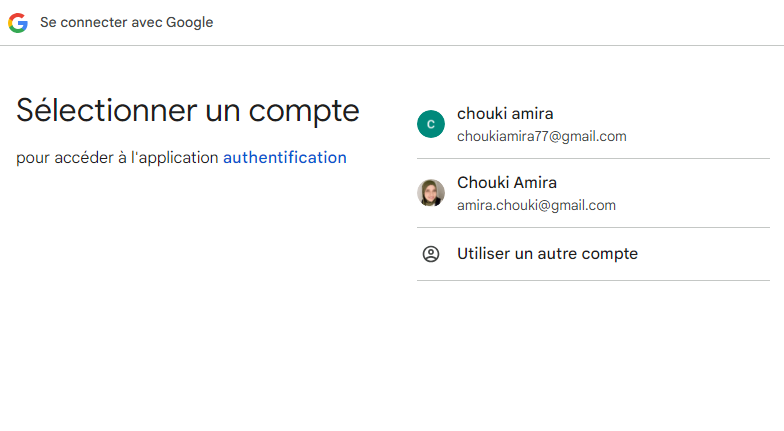 Se connecter avec Google
Sélectionner un compte
pour accéder à l'application authentification
C
chouki amira
choukiamira77@gmail.com
Chouki Amira
amira.chouki@gmail.com
Utiliser un autre compte